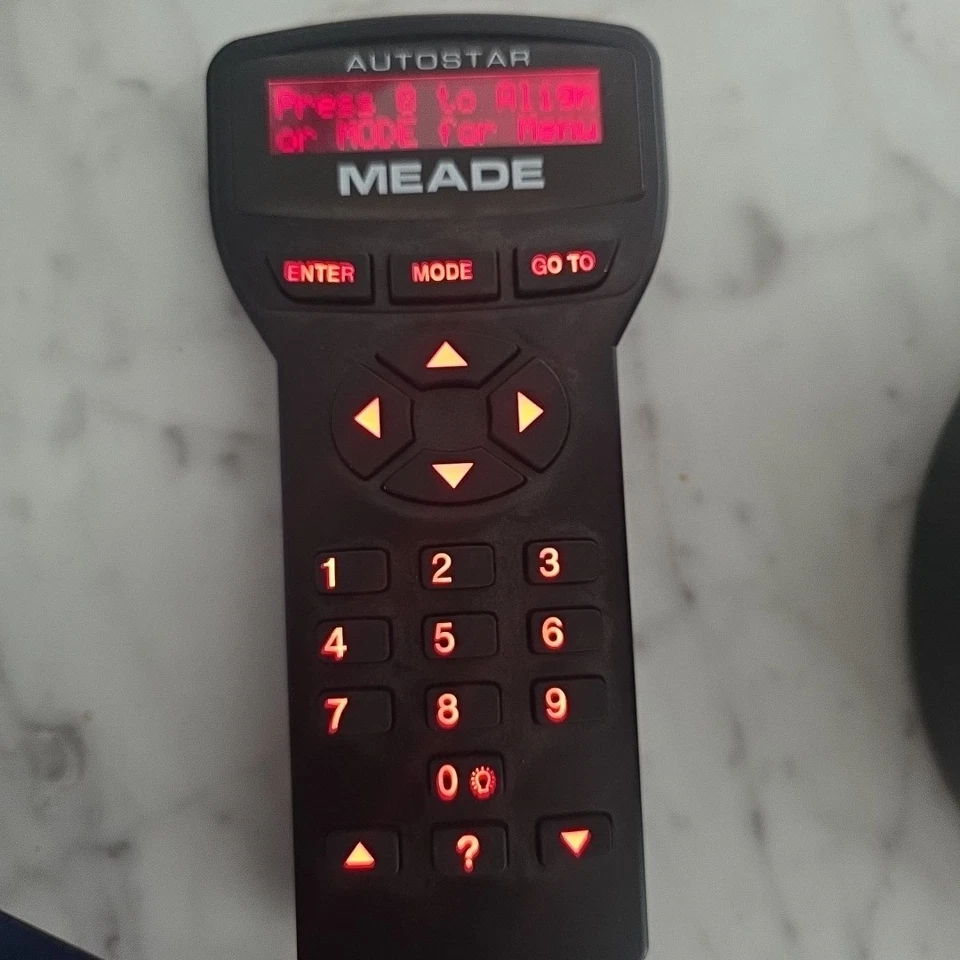 AUTOSTAR
Press 0 to Align
or MODE for Menu
MEADE
ENTER MODE GO TO
1 2 3
4 5 6
7 8 9
0
?